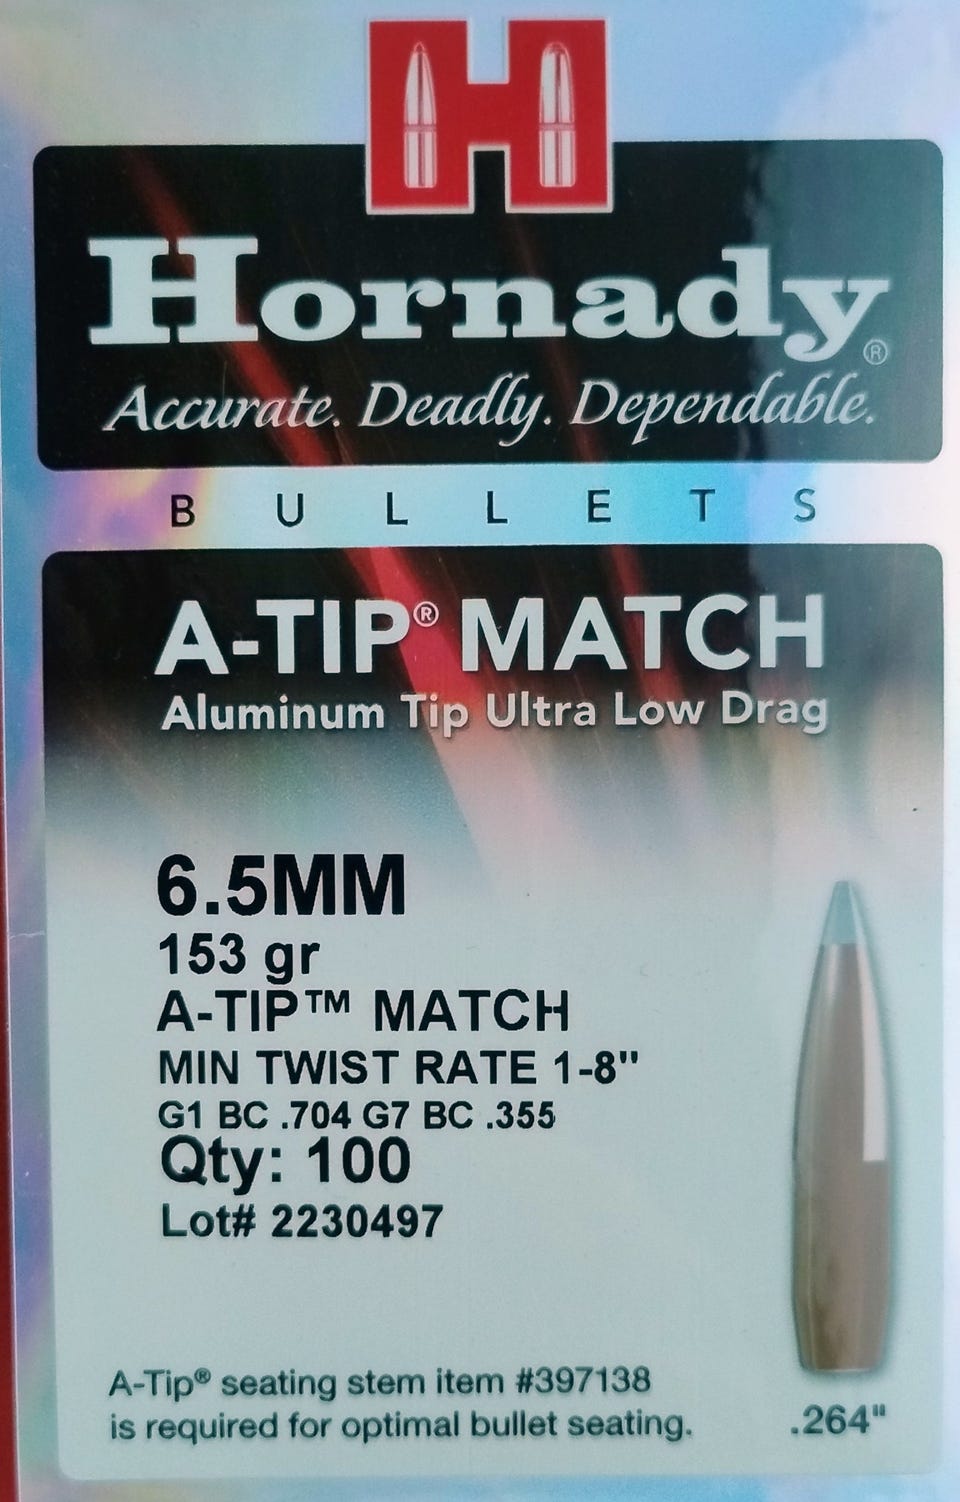 H
Hornady®
Accurate. Deadly. Dependable.
BULLETS
A-TIP® MATCH
Aluminum Tip Ultra Low Drag
6.5MM
153 gr
A-TIP™ MATCH
MIN TWIST RATE 1-8"
G1 BC .704 G7 BC .355
Qty: 100
Lot# 2230497
A-Tip® seating stem item #397138
is required for optimal bullet seating.
.264"